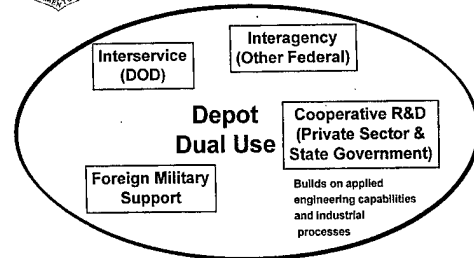 Interservice
(DOD)
Interagency
(Other Federal)
Depot
Dual Use
Cooperative R&D
(Private Sector &
State Government)
Foreign Military
Support
Builds on applied
engineering capabilities
and industrial
processes